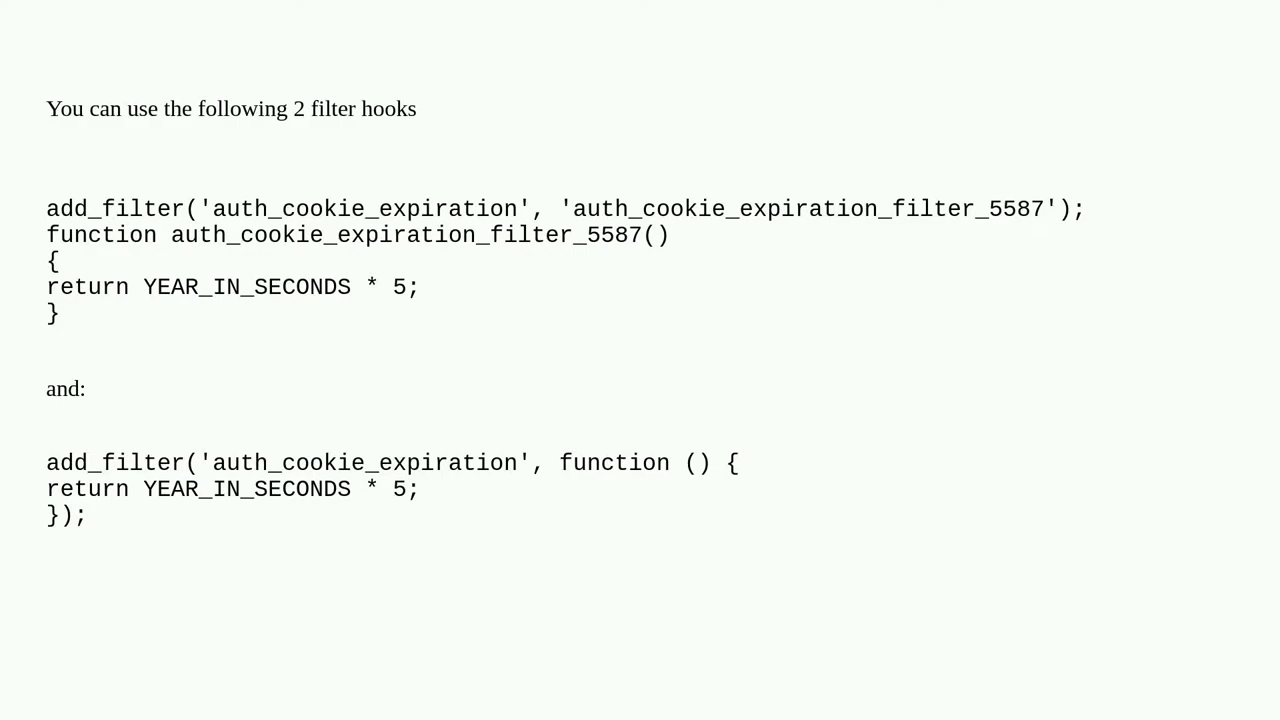 You can use the following 2 filter hooks
add_filter('auth_cookie_expiration', 'auth_cookie_expiration_filter_5587');
function auth_cookie_expiration_filter_5587()
{
return YEAR_IN_SECONDS * 5;
}
and:
add_filter('auth_cookie_expiration', function () {
return YEAR_IN_SECONDS * 5;
});